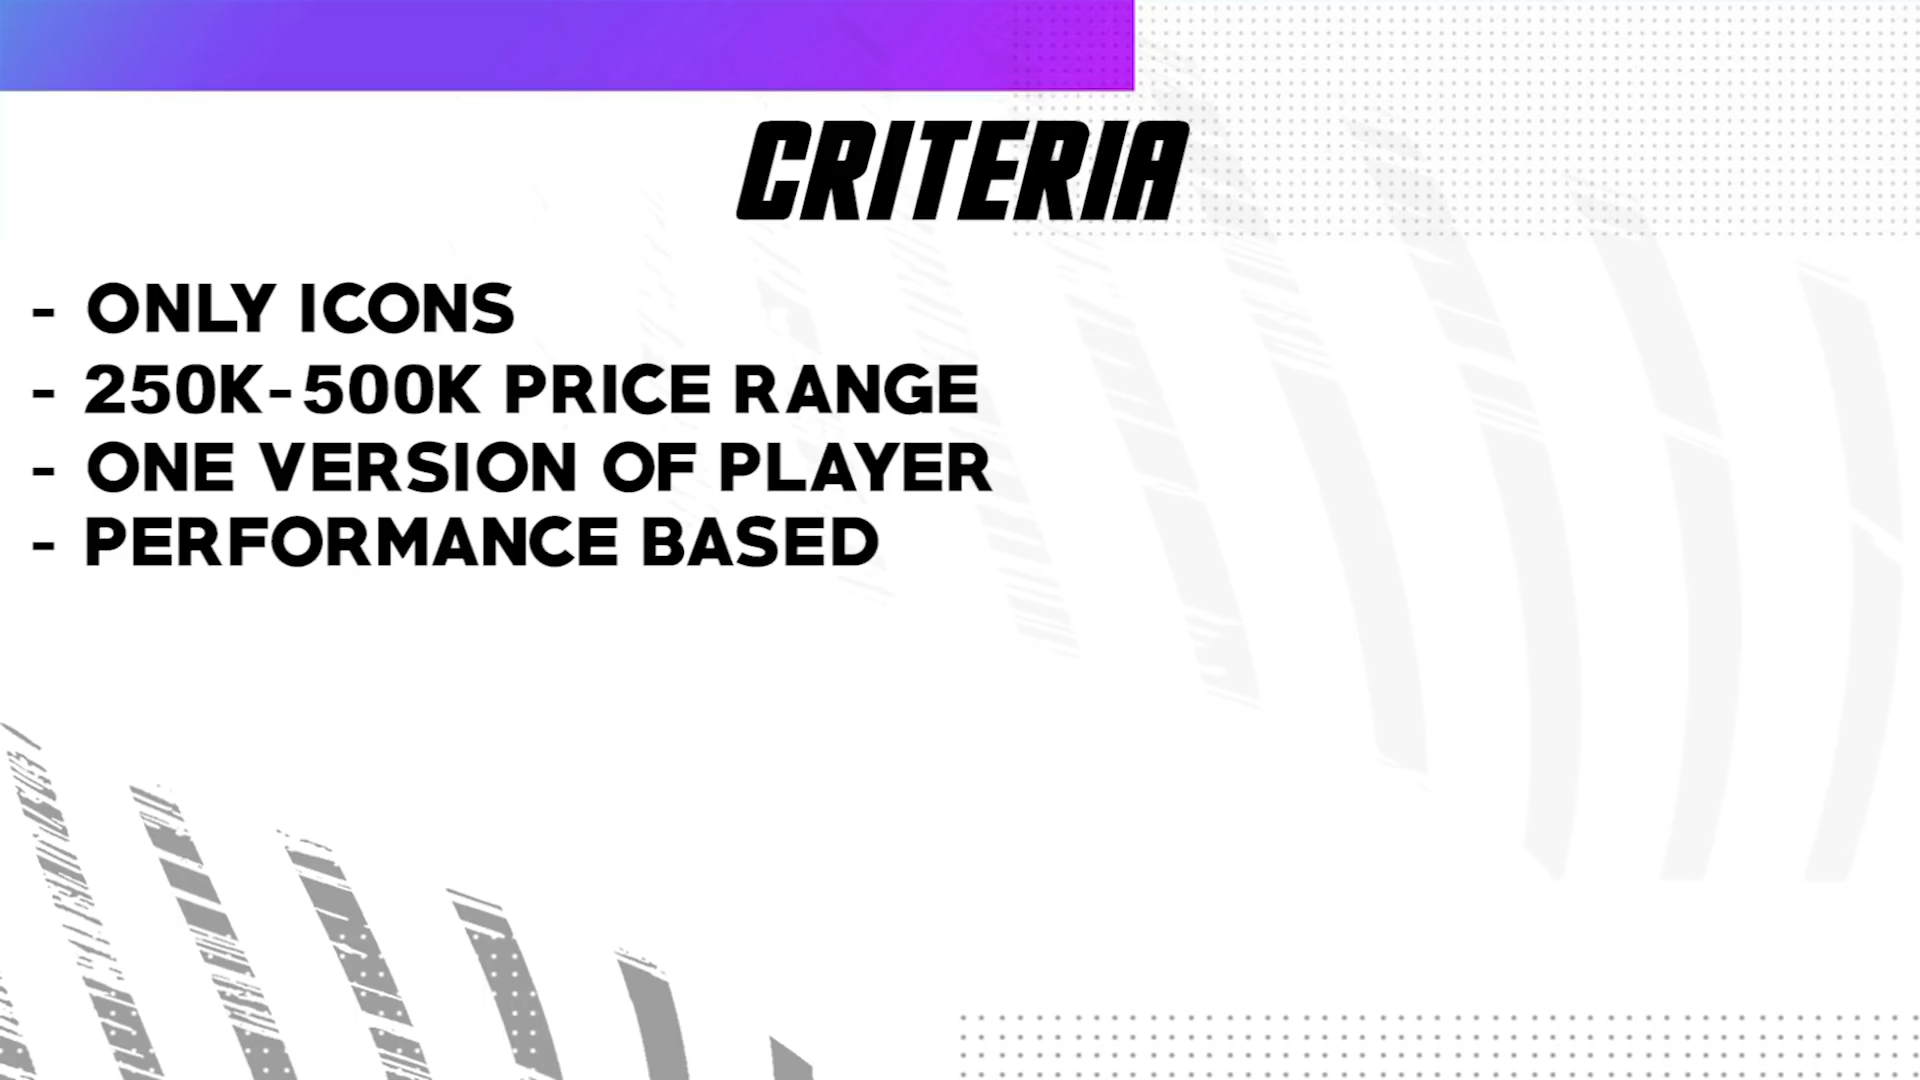 CRITERIA
- ONLY ICONS
- 250K-500K PRICE RANGE
- ONE VERSION OF PLAYER
- PERFORMANCE BASED